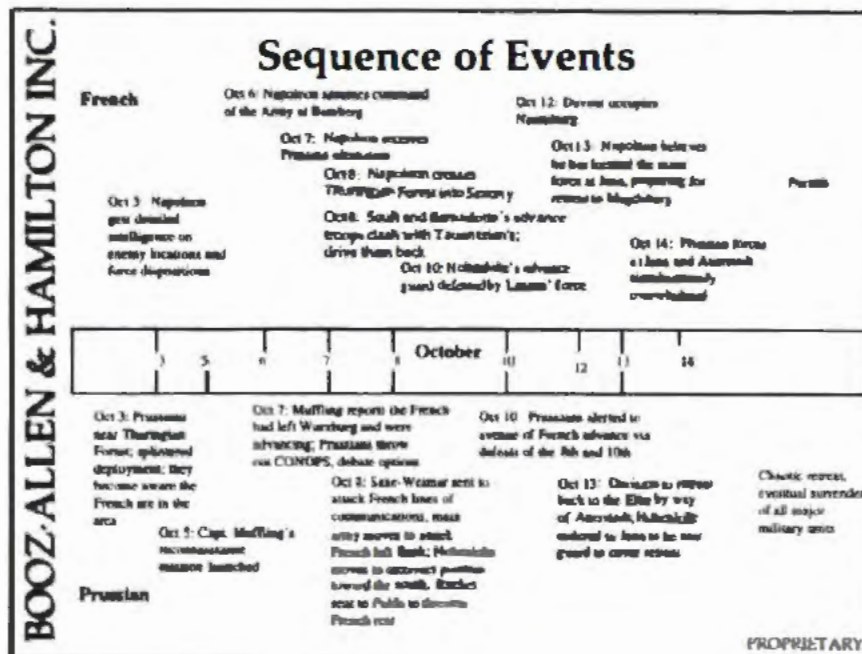 BOOZ·ALLEN & HAMILTON INC.
Sequence of Events
French
Oct 6: Napoleon assumes command
of the Army at Bamberg
Oct 12: Davout occupies
Naumburg
Oct 7: Napoleon receives
Prussian ultimatum
Oct 13: Napoleon believes
he has located the main
force at Jena, preparing for
retreat to Magdeburg
Oct 8: Napoleon crosses
Thuringian Forest into Saxony
Pursuit
Oct 3: Napoleon
gets detailed
intelligence on
enemy locations and
force dispositions
Oct 8: Soult and Bernadotte's advance
troops clash with Tauentzien's;
drive them back
Oct 14: Prussian forces
at Jena and Auerstadt
simultaneously
overwhelmed
Oct 10: advance
guard defeated by Lannes' force
October
3 5 6 7 8 10 12 13 14
Oct 3: Prussians
near Thuringian
Forest; splintered
deployment; they
become aware the
French are in the
area
Oct 7: Muffling reports the French
had left Wurzburg and were
advancing; Prussians throw
out CONOPS, debate options
Oct 10 Prussians alerted to
avenue of French advance via
defeats of the 8th and 10th
Oct 5: Capt. Muffling's
reconnaissance
mission launched
Oct 8: Saxe-Weimar sent to
attack French lines of
communications, main
army moves to attack
French left flank; Hohenlohe
moves to position
toward the south,
sent to to threaten
French rear
Oct 13: Decision to retreat
back to the Elbe by way
of Auerstadt, Hohenlohe
ordered to Jena to be rear
guard to cover retreat
Chaotic retreat,
eventual surrender
of all major
military units
Prussian
PROPRIETARY